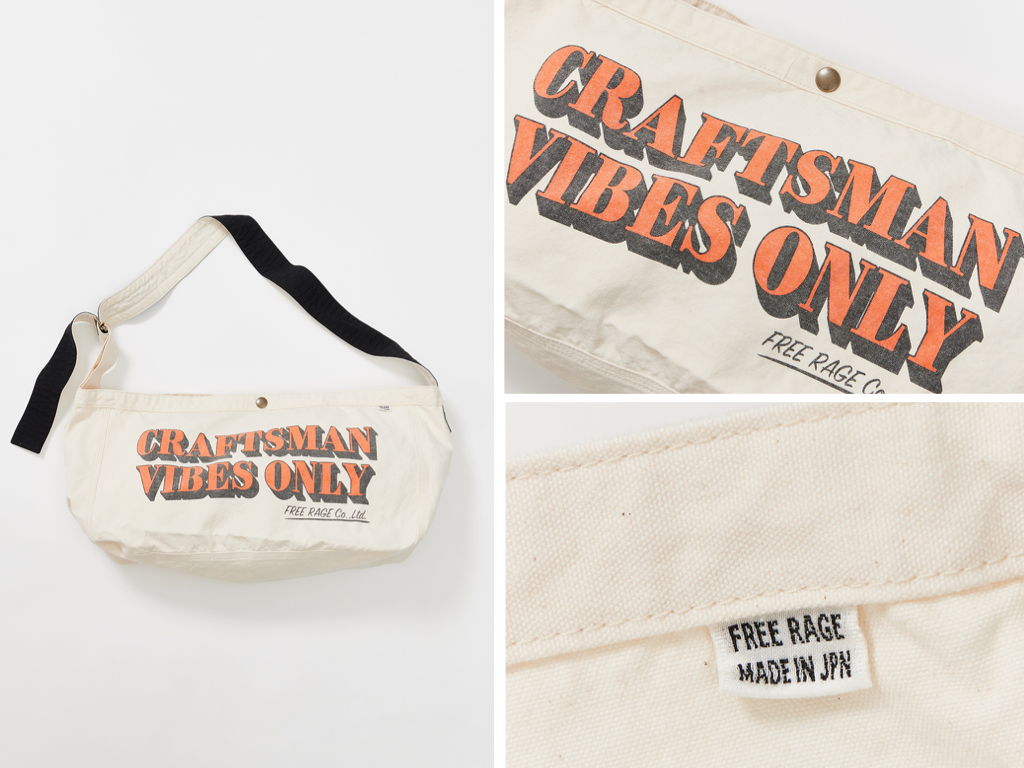 CRAFTSMAN
VIBES ONLY
FREE RAGE Co.,Ltd.
CRAFTSMAN
VIBES ONLY
FREE RAGE Co
FREE RAGE
MADE IN JPN